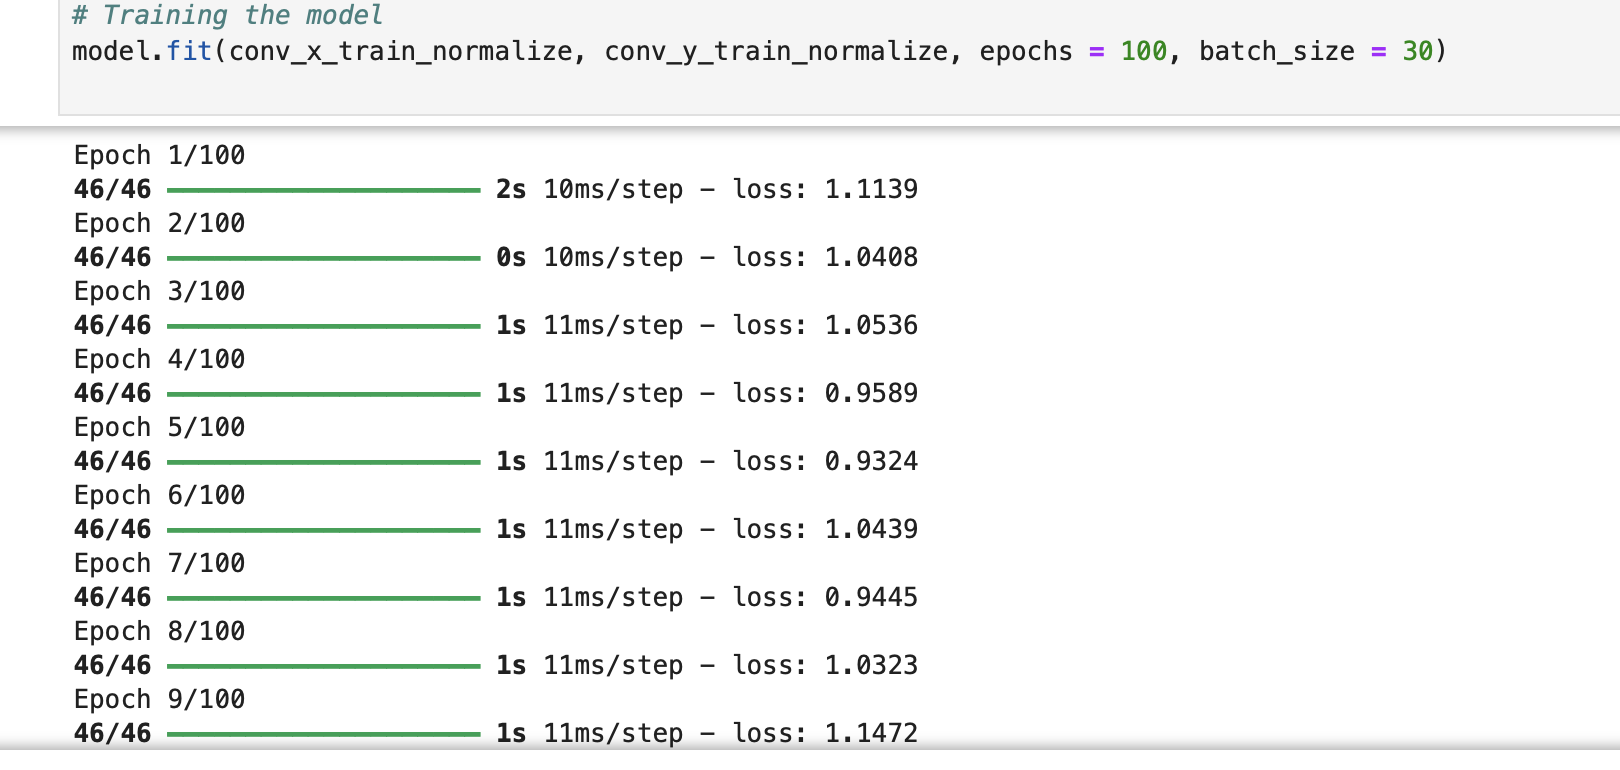 # Training the model
model.fit(conv_x_train_normalize, conv_y_train_normalize, epochs = 100, batch_size = 30)
Epoch 1/100
46/46 ━━━━━━━━━━━━━━━━━━━━ 2s 10ms/step - loss: 1.1139
Epoch 2/100
46/46 ━━━━━━━━━━━━━━━━━━━━ 0s 10ms/step - loss: 1.0408
Epoch 3/100
46/46 ━━━━━━━━━━━━━━━━━━━━ 1s 11ms/step - loss: 1.0536
Epoch 4/100
46/46 ━━━━━━━━━━━━━━━━━━━━ 1s 11ms/step - loss: 0.9589
Epoch 5/100
46/46 ━━━━━━━━━━━━━━━━━━━━ 1s 11ms/step - loss: 0.9324
Epoch 6/100
46/46 ━━━━━━━━━━━━━━━━━━━━ 1s 11ms/step - loss: 1.0439
Epoch 7/100
46/46 ━━━━━━━━━━━━━━━━━━━━ 1s 11ms/step - loss: 0.9445
Epoch 8/100
46/46 ━━━━━━━━━━━━━━━━━━━━ 1s 11ms/step - loss: 1.0323
Epoch 9/100
46/46 ━━━━━━━━━━━━━━━━━━━━ 1s 11ms/step - loss: 1.1472